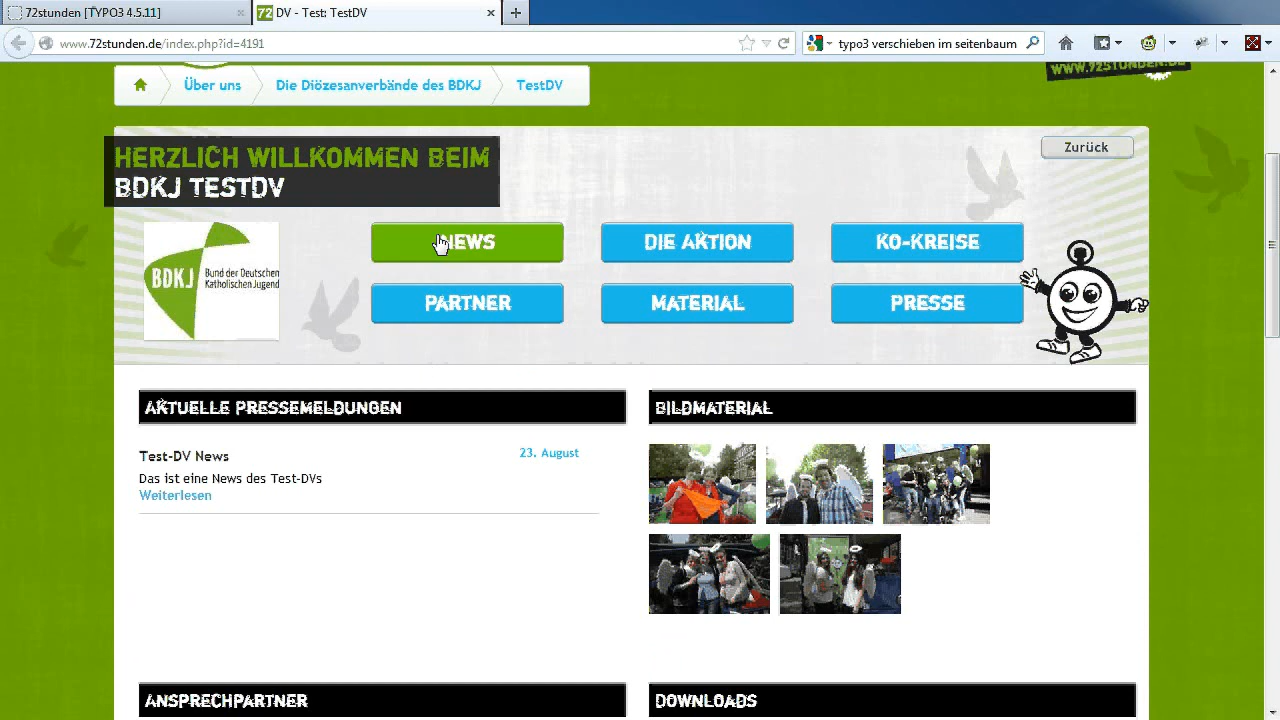 72stunden [TYPO3 4.5.11]
72 DV - Test: TestDV
www.72stunden.de/index.php?id=4191
typo3 verschieben im seitenbaum
WWW.72STUNDEN.DE
Über uns
Die Diözesanverbände des BDKJ
TestDV
HERZLICH WILLKOMMEN BEIM
BDKJ TESTDV
Zurück
BDKJ
Bund der Deutschen
Katholischen Jugend
NEWS
DIE AKTION
KO-KREISE
PARTNER
MATERIAL
PRESSE
AKTUELLE PRESSEMELDUNGEN
Test-DV News
23. August
Das ist eine News des Test-DVs
Weiterlesen
BILDMATERIAL
ANSPRECHPARTNER
DOWNLOADS